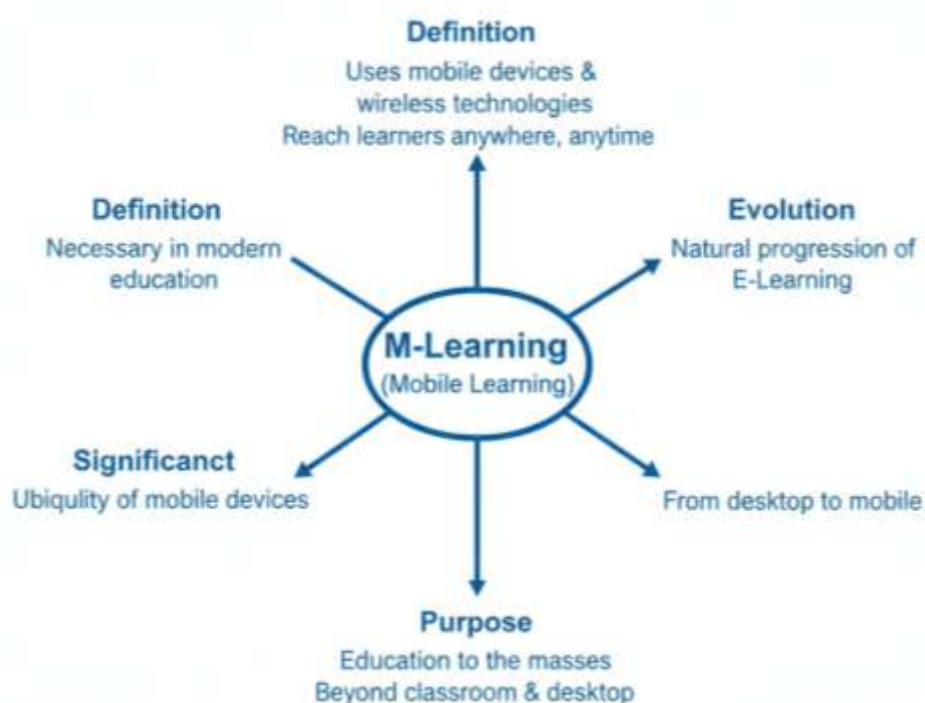 Definition
Uses mobile devices &
wireless technologies
Reach learners anywhere, anytime
Definition
Necessary in modern
education
Evolution
Natural progression of
E-Learning
M-Learning
(Mobile Learning)
Significanct
Ubiqulity of mobile devices
From desktop to mobile
Purpose
Education to the masses
Beyond classroom & desktop